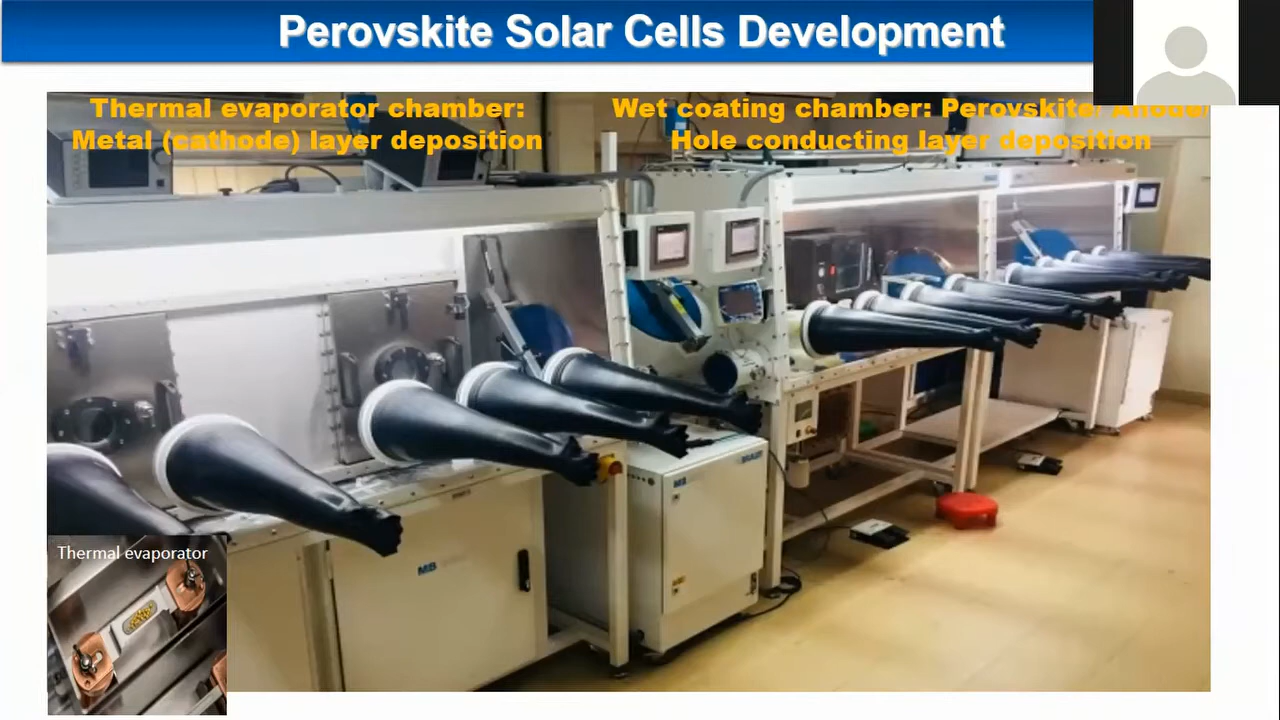 Perovskite Solar Cells Development
Thermal evaporator chamber:
Metal (cathode) layer deposition
Wet coating chamber: Perovskite/ Anode/
Hole conducting layer deposition
Thermal evaporator
MB